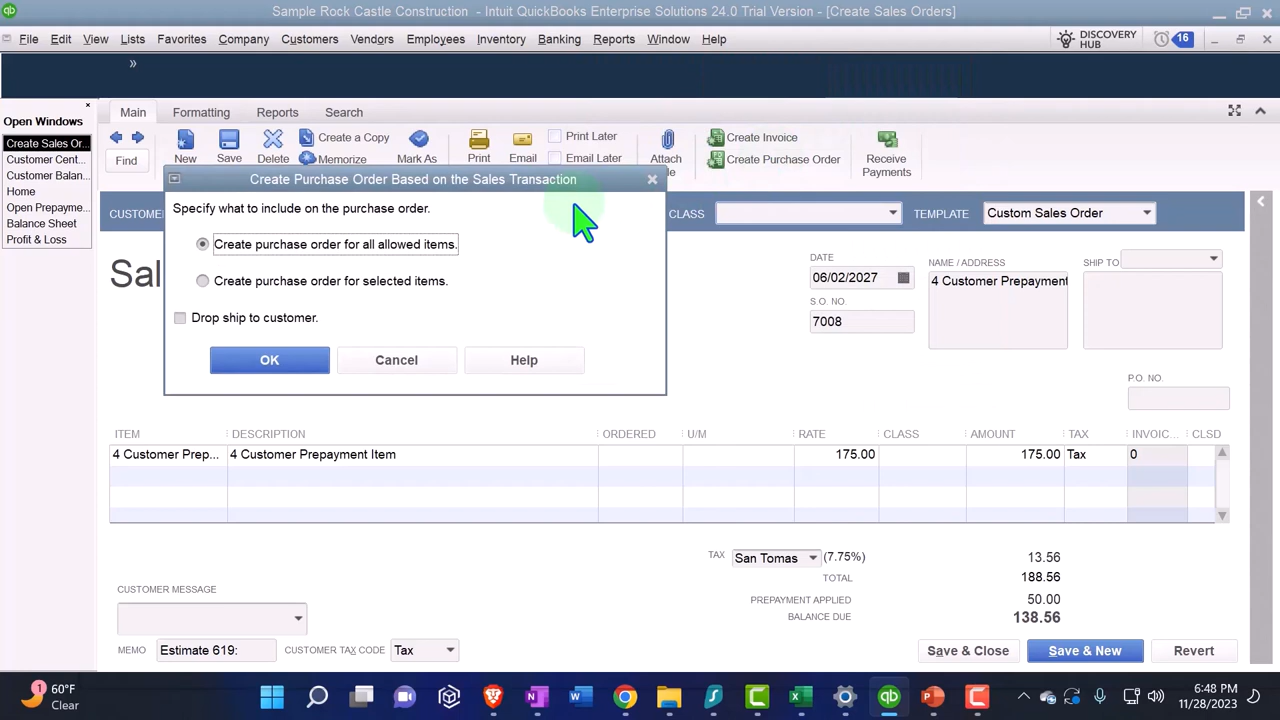 Sample Rock Castle Construction - Intuit QuickBooks Enterprise Solutions 24.0 Trial Version - [Create Sales Orders]
File Edit View Lists Favorites Company Customers Vendors Employees Inventory Banking Reports Window Help
DISCOVERY
HUB
16
»
Open Windows
Create Sales Or...
Customer Cent...
Customer Balan...
Home
Open Prepayme...
Balance Sheet
Profit & Loss
Main Formatting Reports Search
Find
New
Save
Delete
Create a Copy
Memorize
Mark As
Print
Email
Print Later
Email Later
Attach
Create Invoice
Create Purchase Order
Receive
Payments
Create Purchase Order Based on the Sales Transaction
Specify what to include on the purchase order.
Create purchase order for all allowed items.
Create purchase order for selected items.
Drop ship to customer.
OK Cancel Help
CLASS
TEMPLATE Custom Sales Order
DATE
06/02/2027
S.O. NO.
7008
NAME / ADDRESS
4 Customer Prepayment
SHIP TO
P.O. NO.
ITEM DESCRIPTION ORDERED U/M RATE CLASS AMOUNT TAX INVOIC... CLSD
4 Customer Prep... 4 Customer Prepayment Item 175.00 175.00 Tax 0
TAX San Tomas (7.75%) 13.56
TOTAL 188.56
PREPAYMENT APPLIED 50.00
BALANCE DUE 138.56
CUSTOMER MESSAGE
MEMO Estimate 619: CUSTOMER TAX CODE Tax
Save & Close Save & New Revert
1
60°F
Clear
6:48 PM
11/28/2023